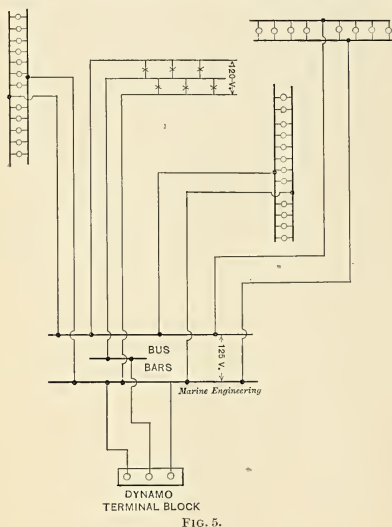 120 V.
BUS
BARS
125 V.
Marine Engineering
DYNAMO
TERMINAL BLOCK
FIG. 5.